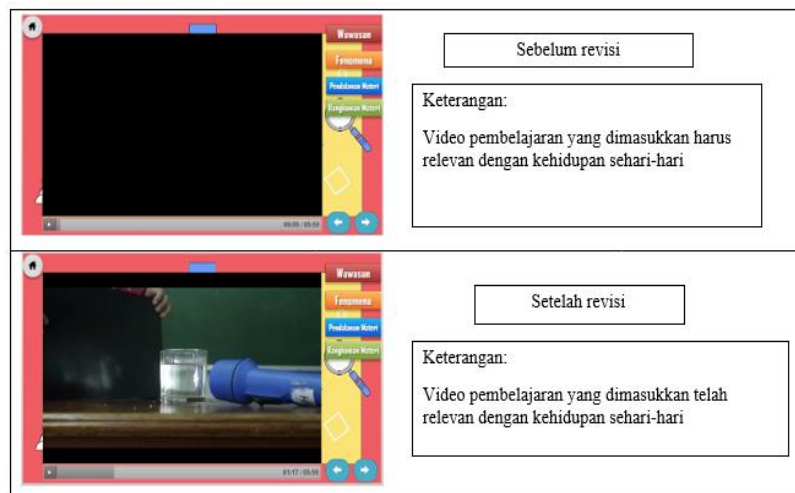 Wawasan
Fenomena
Pendalaman Materi
Rangkuman Materi
Sebelum revisi
Keterangan:
Video pembelajaran yang dimasukkan harus
relevan dengan kehidupan sehari-hari
Wawasan
Fenomena
Pendalaman Materi
Rangkuman Materi
01:17 / 05:59
Setelah revisi
Keterangan:
Video pembelajaran yang dimasukkan telah
relevan dengan kehidupan sehari-hari